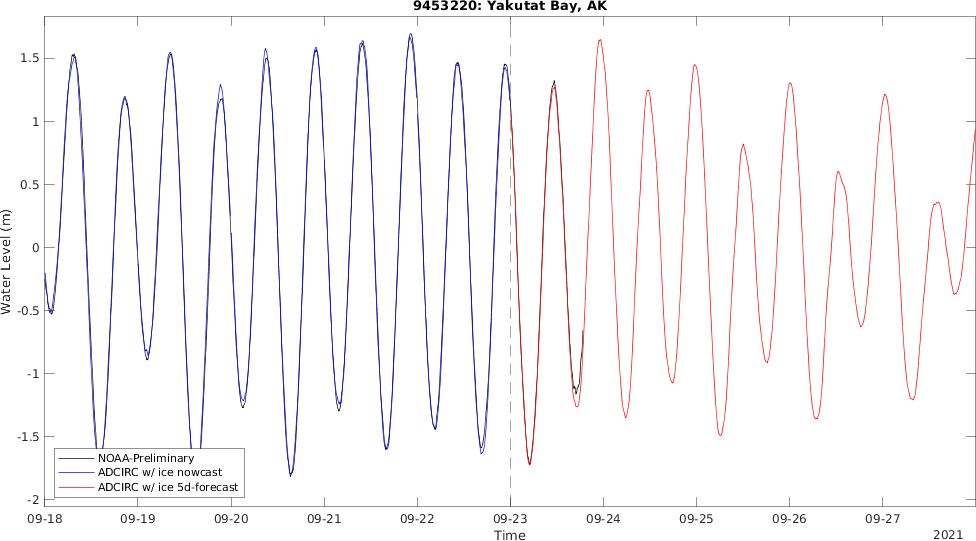 9453220: Yakutat Bay, AK
Water Level (m)
1.5
1
0.5
0
-0.5
-1
-1.5
-2
NOAA-Preliminary
ADCIRC w/ ice nowcast
ADCIRC w/ ice 5d-forecast
09-18 09-19 09-20 09-21 09-22 09-23 09-24 09-25 09-26 09-27
Time
2021